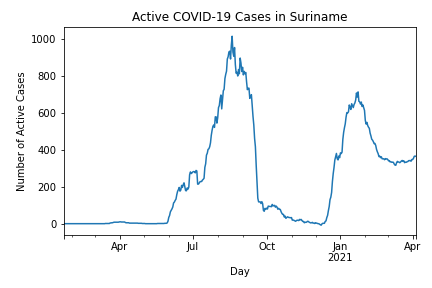 Active COVID-19 Cases in Suriname
Number of Active Cases
1000
800
600
400
200
0
Apr
Jul
Oct
Jan
2021
Apr
Day